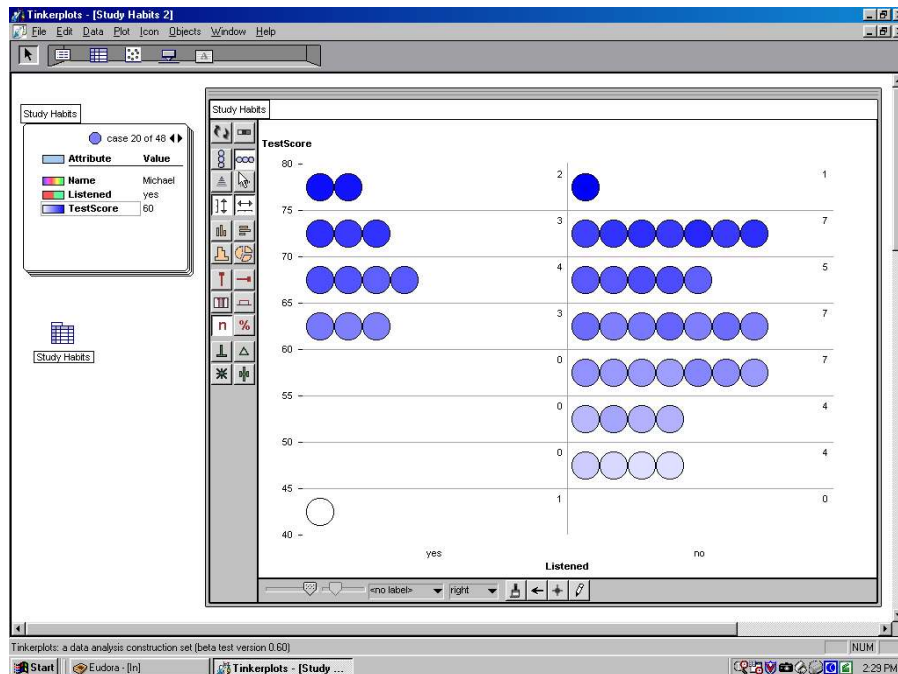 Tinkerplots - [Study Habits 2]
File Edit Data Plot Icon Objects Window Help
A
Study Habits
case 20 of 48
Attribute Value
Name Michael
Listened yes
TestScore 60
Study Habits
Study Habits
n %
TestScore
80
2 1
75
3 7
70
4 5
65
3 7
60
0 7
55
0 4
50
0 4
45
1 0
40
yes no
Listened
<no label> right
Tinkerplots: a data analysis construction set (beta test version 0.60) NUM
Start Eudora - [In] Tinkerplots - [Study ... 2:29 PM